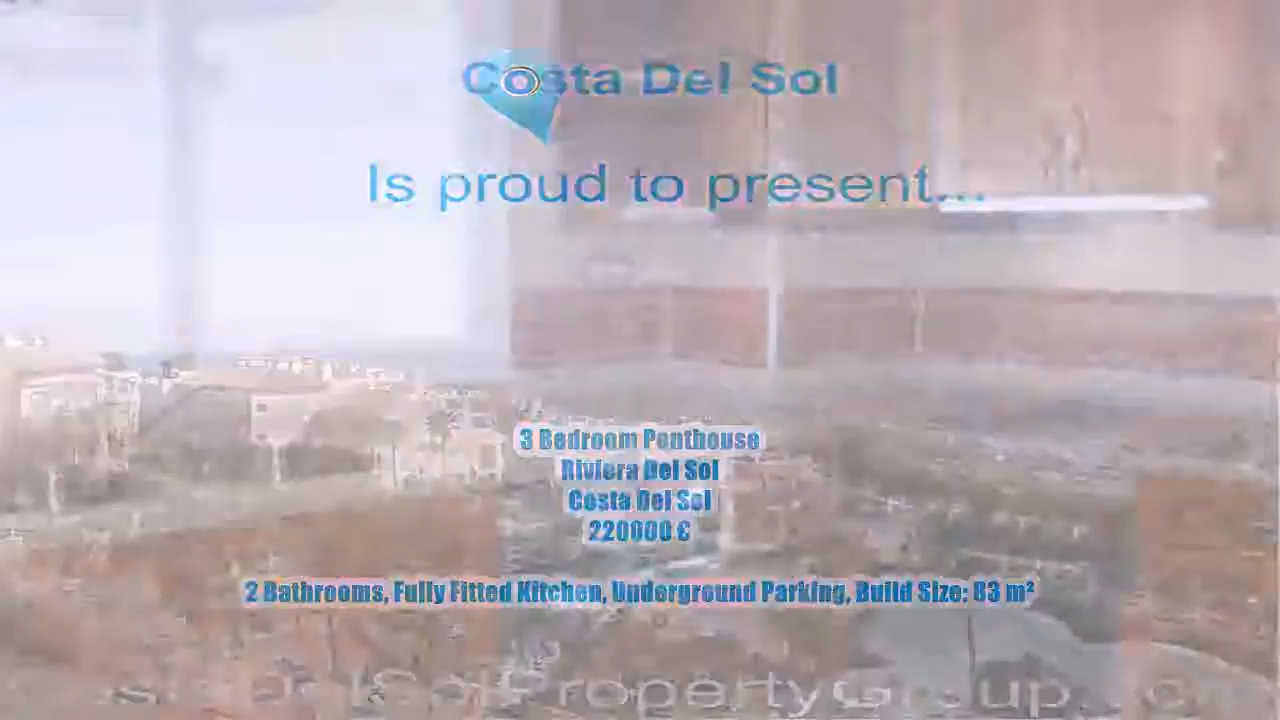 Costa Del Sol
Is proud to present...
3 Bedroom Penthouse
Riviera Del Sol
Costa Del Sol
220000 €
2 Bathrooms, Fully Fitted Kitchen, Underground Parking, Build Size: 83 m²
PropertyGroup